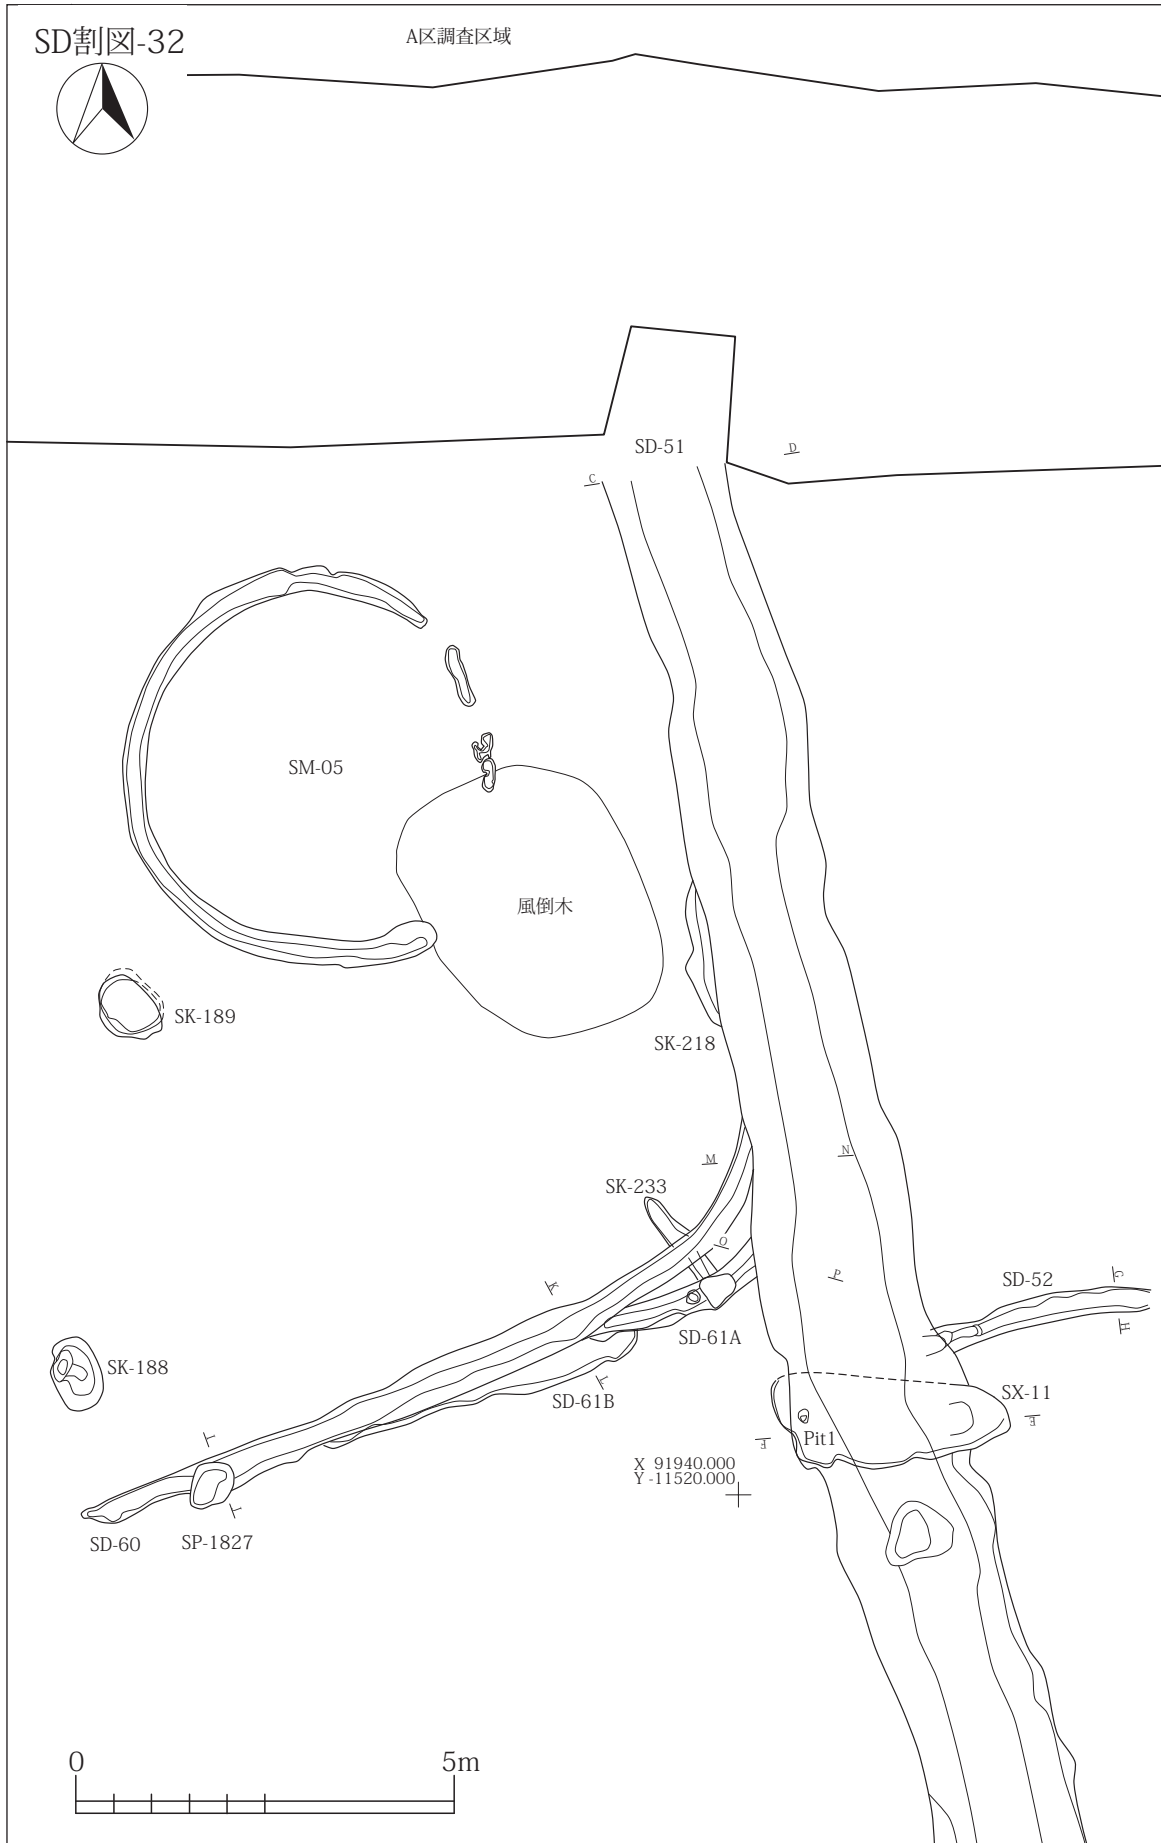 SD割図-32
A区調査区域
SD-51
D
C
SM-05
風倒木
SK-189
SK-218
M
N
SK-233
O
P
K
G
SD-52
H
SD-61A
SK-188
L
SD-61B
SX-11
E
Pit1
F
I
X 91940.000
Y -11520.000
SD-60
SP-1827
0
5m